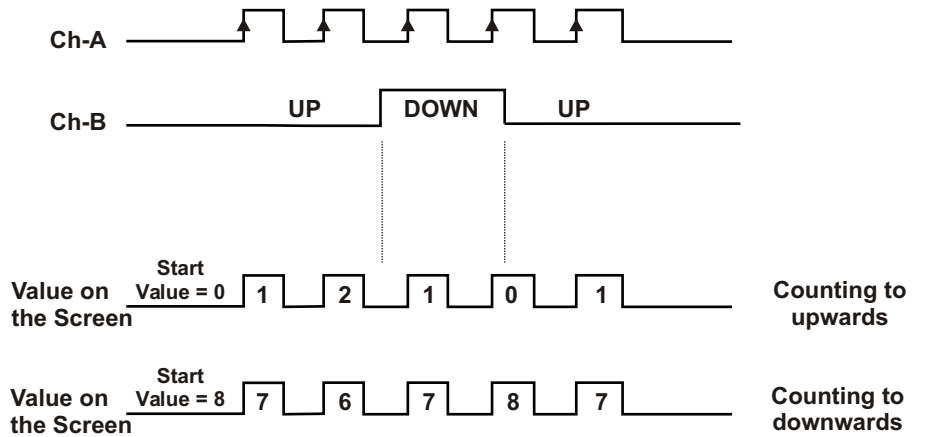 Ch-A
Ch-B
UP DOWN UP
Value on
the Screen
Start
Value = 0
1 2 1 0 1
Counting to
upwards
Value on
the Screen
Start
Value = 8
7 6 7 8 7
Counting to
downwards